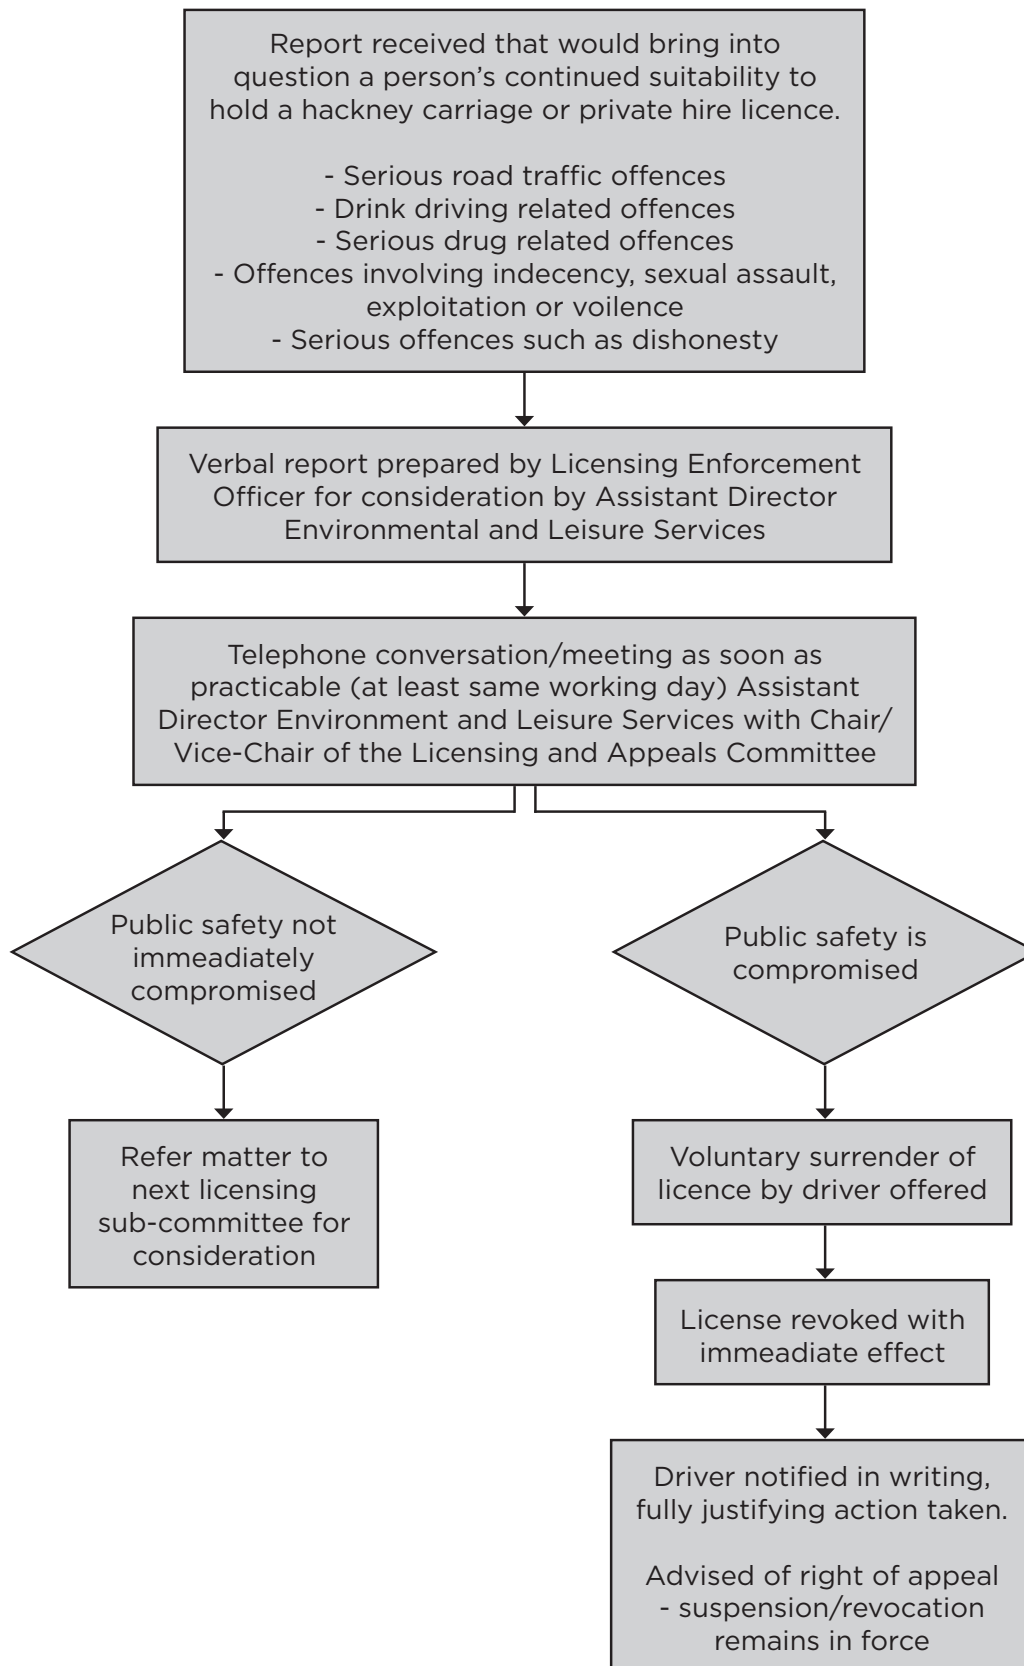 Report received that would bring into
question a person's continued suitability to
hold a hackney carriage or private hire licence.
- Serious road traffic offences
- Drink driving related offences
- Serious drug related offences
- Offences involving indecency, sexual assault,
exploitation or voilence
- Serious offences such as dishonesty
Verbal report prepared by Licensing Enforcement
Officer for consideration by Assistant Director
Environmental and Leisure Services
Telephone conversation/meeting as soon as
practicable (at least same working day) Assistant
Director Environment and Leisure Services with Chair/
Vice-Chair of the Licensing and Appeals Committee
Public safety not
immeadiately
compromised
Public safety is
compromised
Refer matter to
next licensing
sub-committee for
consideration
Voluntary surrender of
licence by driver offered
License revoked with
immeadiate effect
Driver notified in writing,
fully justifying action taken.
Advised of right of appeal
- suspension/revocation
remains in force